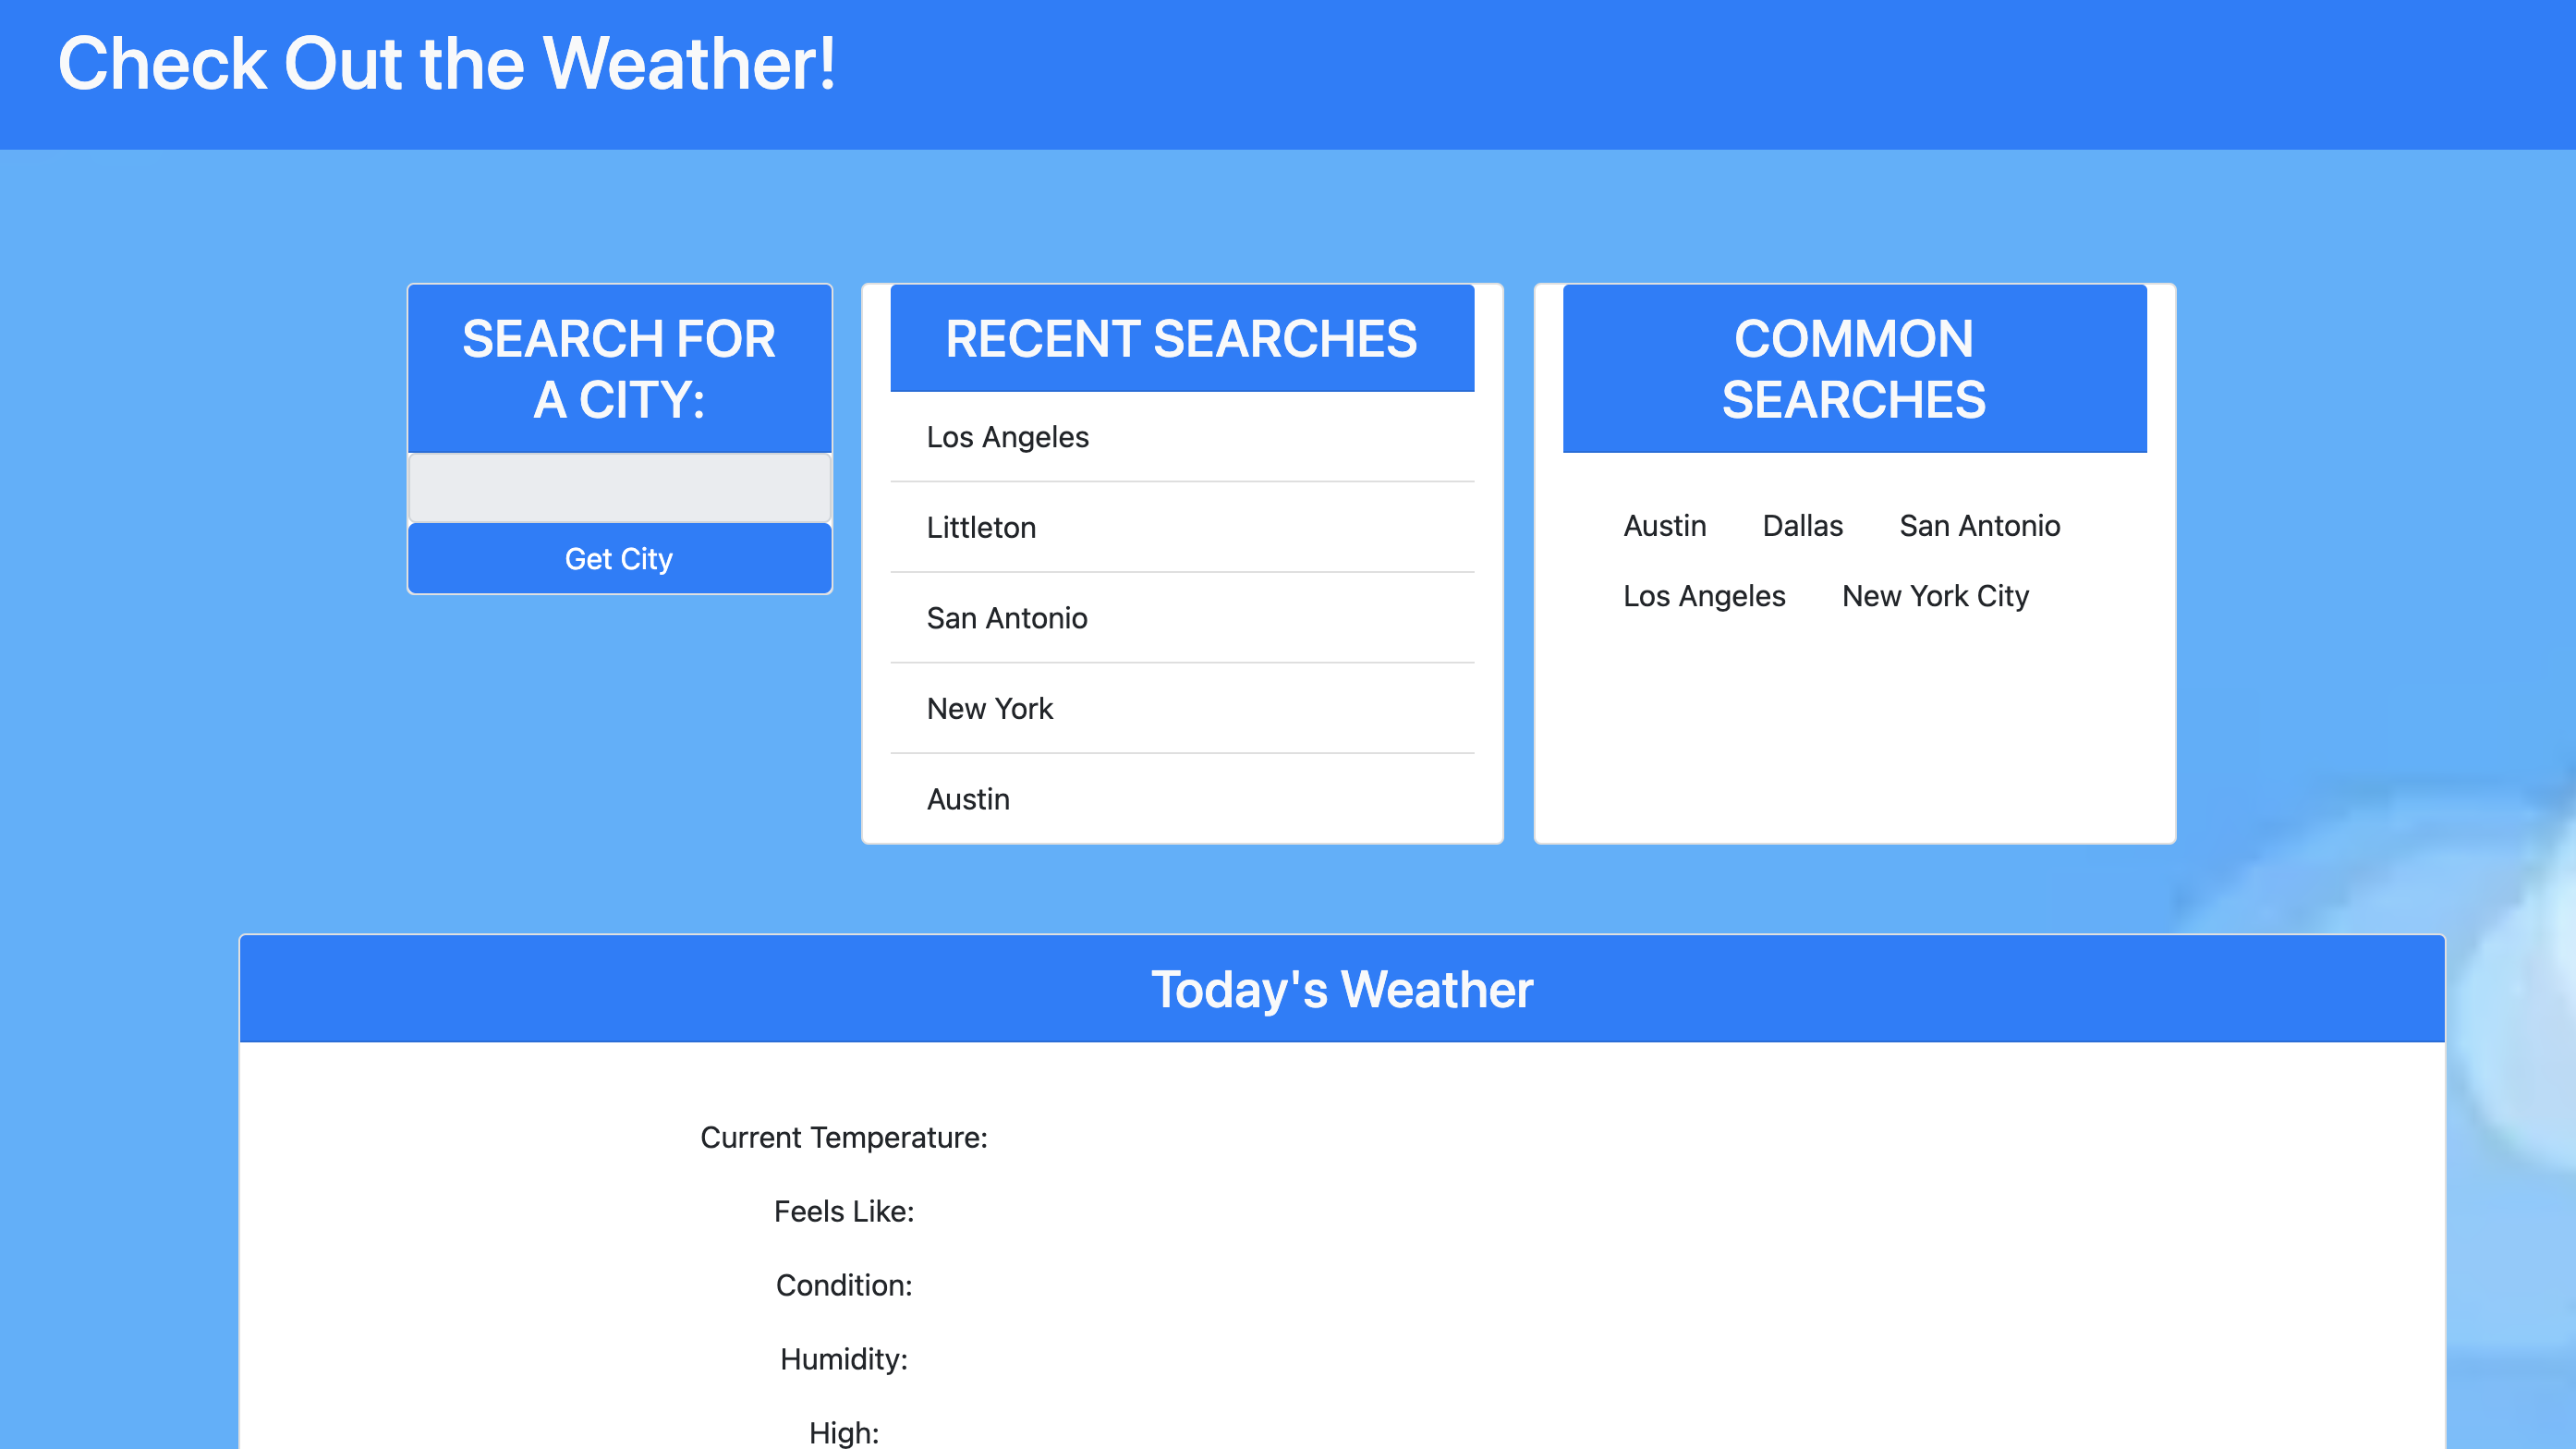 Check Out the Weather!
SEARCH FOR
A CITY:
Get City
RECENT SEARCHES
Los Angeles
Littleton
San Antonio
New York
Austin
COMMON
SEARCHES
Austin Dallas San Antonio
Los Angeles New York City
Today's Weather
Current Temperature:
Feels Like:
Condition:
Humidity:
High: